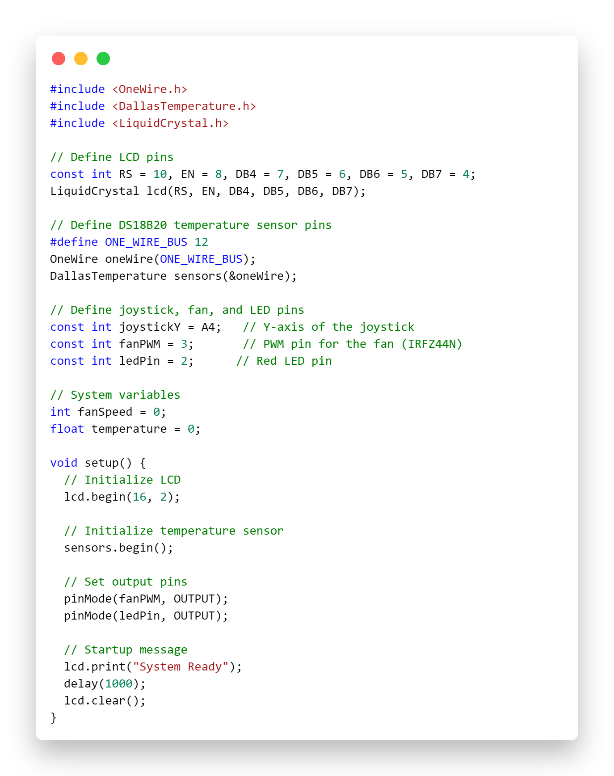 #include <OneWire.h>
#include <DallasTemperature.h>
#include <LiquidCrystal.h>

// Define LCD pins
const int RS = 10, EN = 8, DB4 = 7, DB5 = 6, DB6 = 5, DB7 = 4;
LiquidCrystal lcd(RS, EN, DB4, DB5, DB6, DB7);

// Define DS18B20 temperature sensor pins
#define ONE_WIRE_BUS 12
OneWire oneWire(ONE_WIRE_BUS);
DallasTemperature sensors(&oneWire);

// Define joystick, fan, and LED pins
const int joystickY = A4;   // Y-axis of the joystick
const int fanPWM = 3;       // PWM pin for the fan (IRFZ44N)
const int ledPin = 2;      // Red LED pin

// System variables
int fanSpeed = 0;
float temperature = 0;

void setup() {
  // Initialize LCD
  lcd.begin(16, 2);

  // Initialize temperature sensor
  sensors.begin();

  // Set output pins
  pinMode(fanPWM, OUTPUT);
  pinMode(ledPin, OUTPUT);

  // Startup message
  lcd.print("System Ready");
  delay(1000);
  lcd.clear();
}